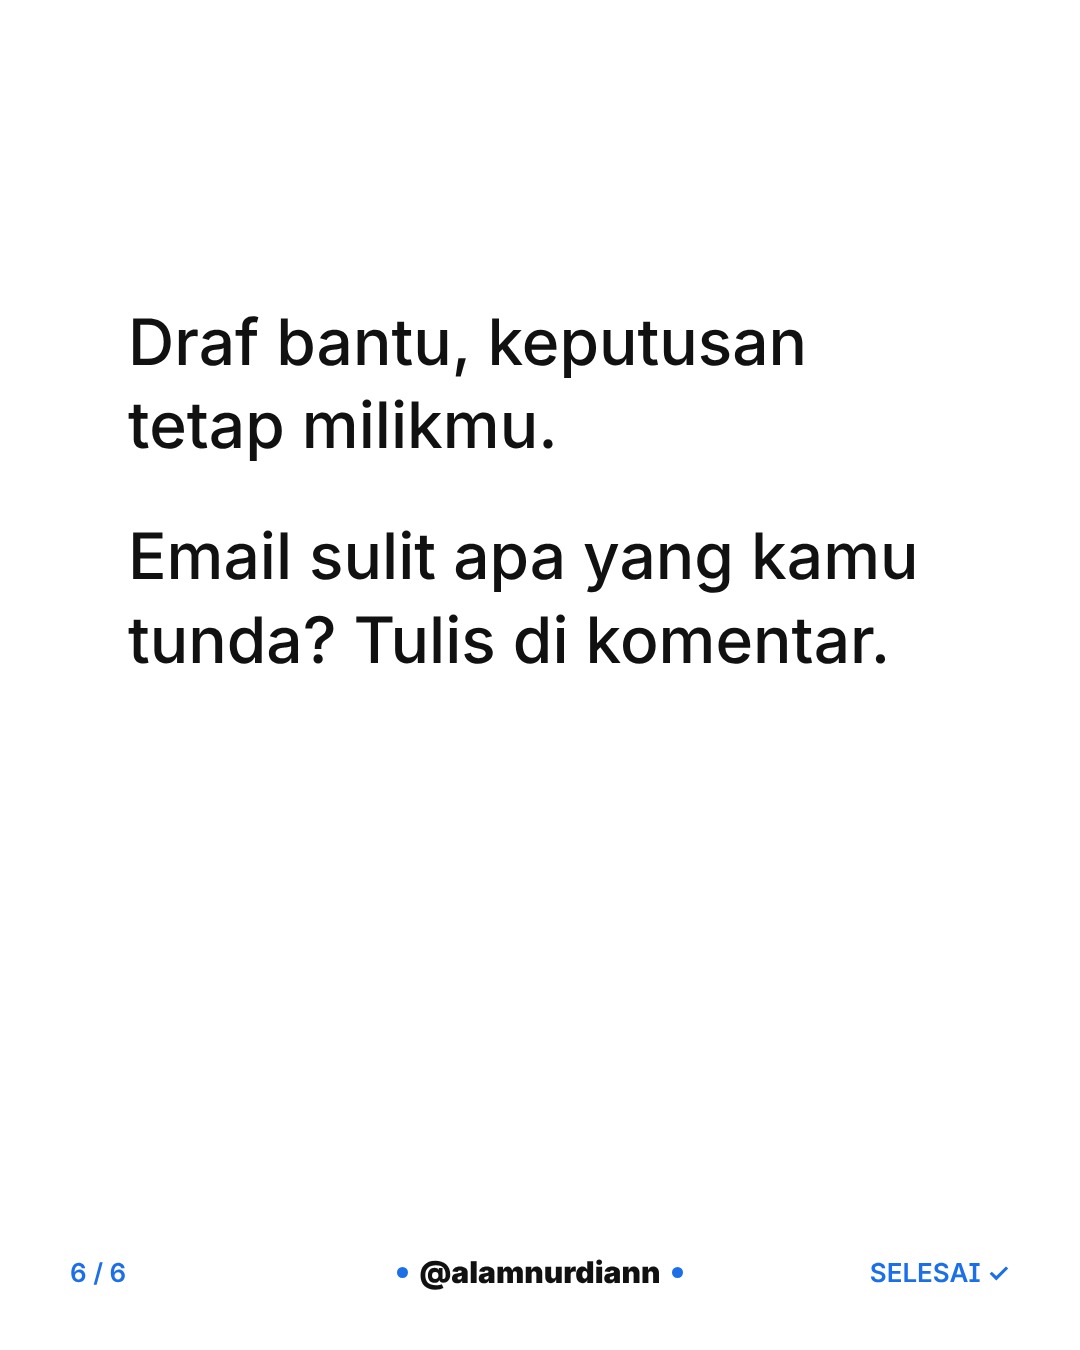 Draf bantu, keputusan
tetap milikmu.
Email sulit apa yang kamu
tunda? Tulis di komentar.
6 / 6
• @alamnurdiann •
SELESAI ✓